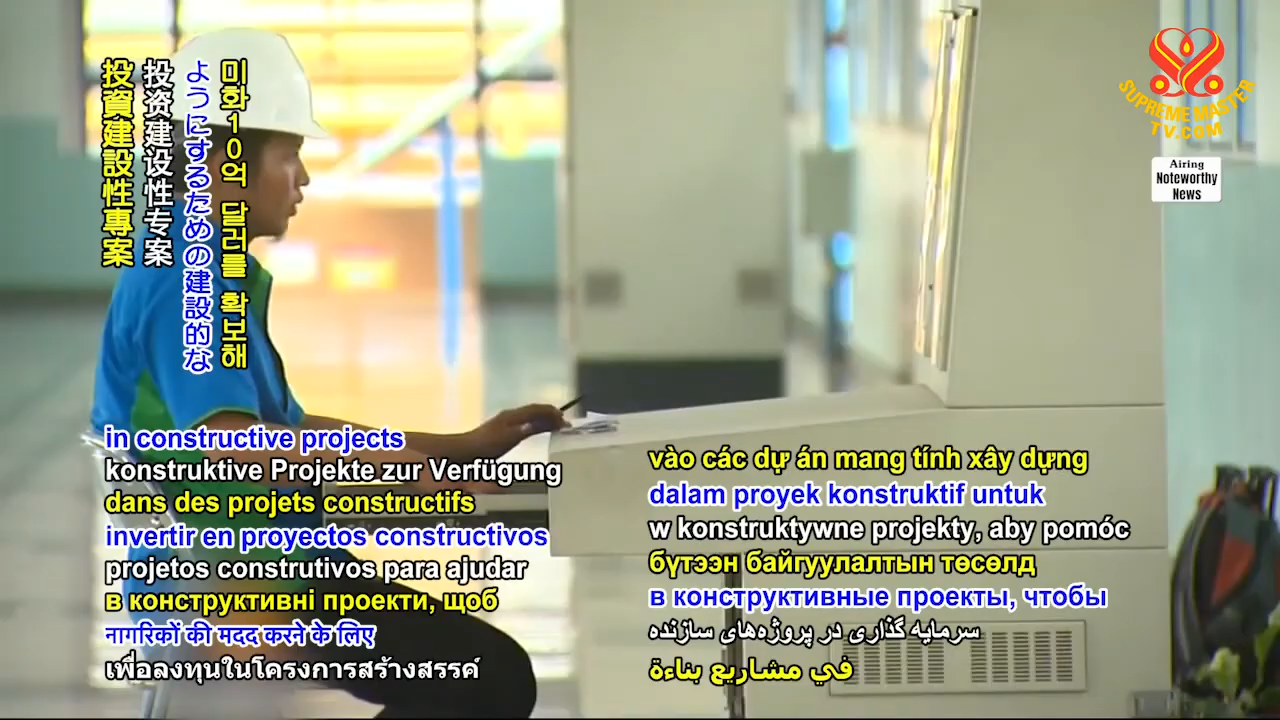 投資建設性專案
投资建设性专案
ようにするための建設的な
미화10억 달러를 확보해
SUPREME MASTER
TV.COM
Airing
Noteworthy
News
in constructive projects
konstruktive Projekte zur Verfügung
dans des projets constructifs
invertir en proyectos constructivos
projetos construtivos para ajudar
в конструктивні проекти, щоб
नागरिकों की मदद करने के लिए
เพื่อลงทุนในโครงการสร้างสรรค์
vào các dự án mang tính xây dựng
dalam proyek konstruktif untuk
w konstruktywne projekty, aby pomóc
бүтээн байгуулалтын төсөлд
в конструктивные проекты, чтобы
سرمایه گذاری در پروژه‌های سازنده
في مشاريع بناءة